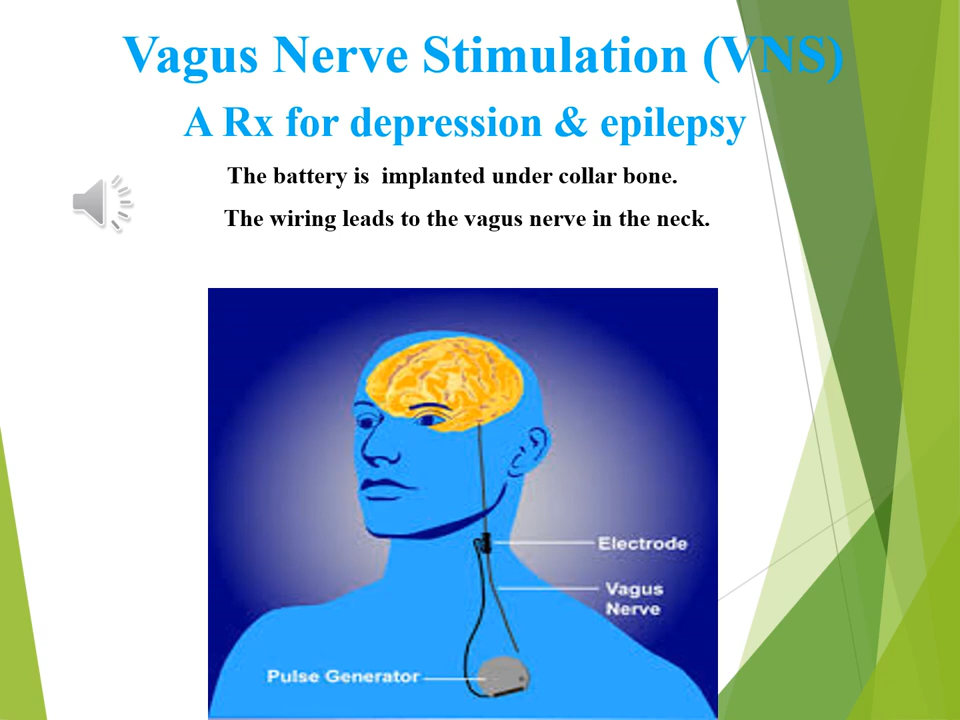 Vagus Nerve Stimulation (VNS)
A Rx for depression & epilepsy
The battery is implanted under collar bone.
The wiring leads to the vagus nerve in the neck.
Electrode
Vagus
Nerve
Pulse Generator